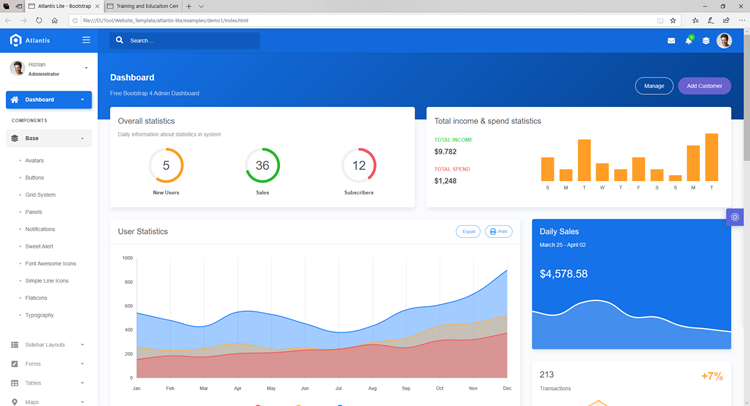 Atlantis Lite - Bootstrap
Training and Educaiton Cen
file:///D:/Tool/Website_Template/atlantis-lite/examples/demo1/index.html
Atlantis
Search ...
Hizrian
Administrator
Dashboard
COMPONENTS
Base
Avatars
Buttons
Grid System
Panels
Notifications
Sweet Alert
Font Awesome Icons
Simple Line Icons
Flaticons
Typography
Sidebar Layouts
Forms
Tables
Maps
Dashboard
Free Bootstrap 4 Admin Dashboard
Manage
Add Customer
Overall statistics
Daily information about statistics in system
5
36
12
New Users
Sales
Subscribers
Total income & spend statistics
TOTAL INCOME
$9.782
TOTAL SPEND
$1,248
S M T W T F S S M T
User Statistics
Export
Print
1000
800
600
400
200
0
Jan Feb Mar Apr May Jun Jul Aug Sep Oct Nov Dec
Daily Sales
March 25 - April 02
$4,578.58
213
+7%
Transactions